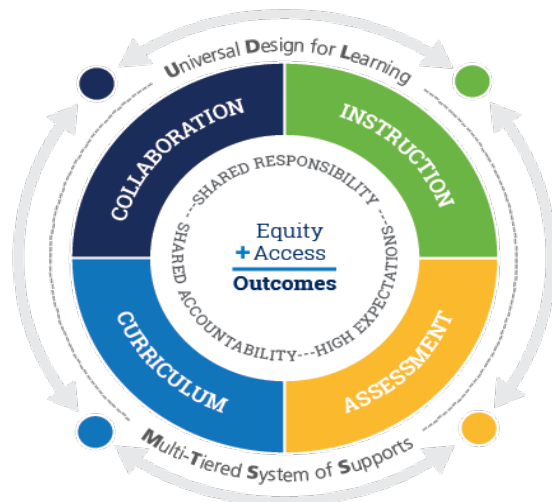 Universal Design for Learning
COLLABORATION
INSTRUCTION
---SHARED RESPONSIBILITY---
SHARED ACCOUNTABILITY---HIGH EXPECTATIONS
Equity
+Access
Outcomes
CURRICULUM
ASSESSMENT
Multi-Tiered System of Supports